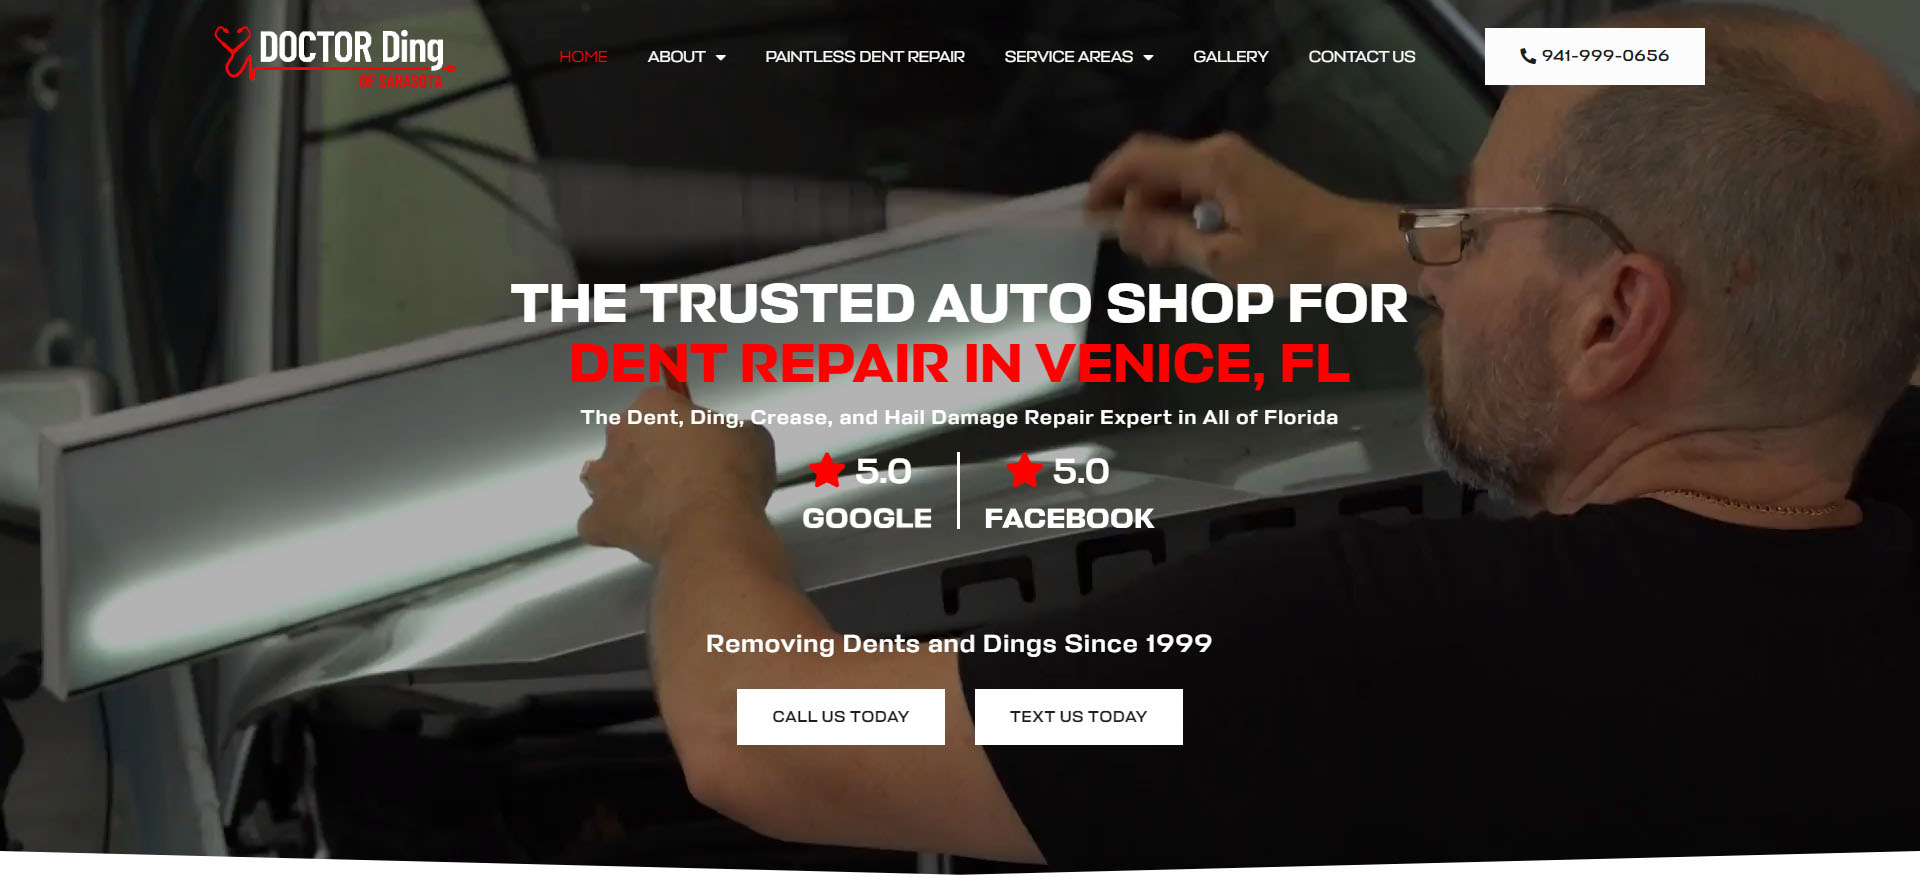 DOCTOR Ding
OF SARASOTA
HOME
ABOUT
PAINTLESS DENT REPAIR
SERVICE AREAS
GALLERY
CONTACT US
941-999-0656
THE TRUSTED AUTO SHOP FOR
DENT REPAIR IN VENICE, FL
The Dent, Ding, Crease, and Hail Damage Repair Expert in All of Florida
5.0
GOOGLE
5.0
FACEBOOK
Removing Dents and Dings Since 1999
CALL US TODAY
TEXT US TODAY